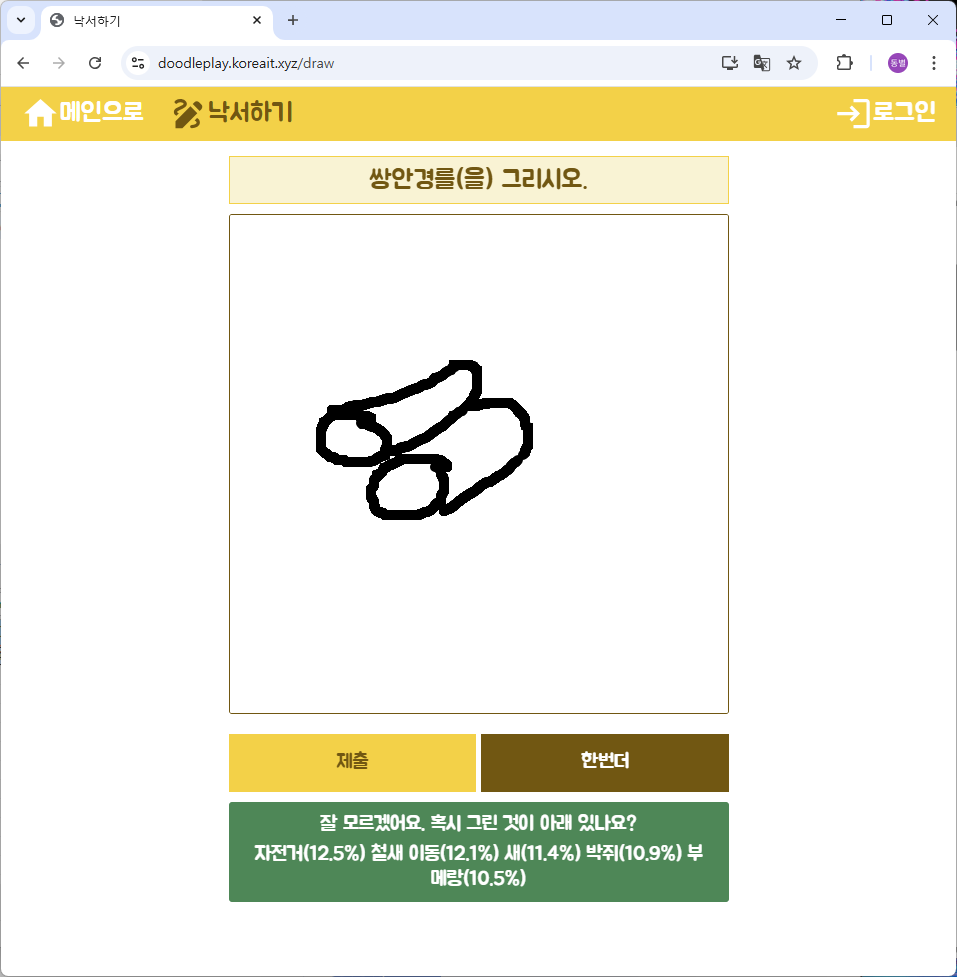 낙서하기
doodleplay.koreait.xyz/draw
동별
메인으로 낙서하기 로그인
쌍안경를(을) 그리시오.
제출 한번더
잘 모르겠어요. 혹시 그린 것이 아래 있나요?
자전거(12.5%) 철새 이동(12.1%) 새(11.4%) 박쥐(10.9%) 부
메랑(10.5%)